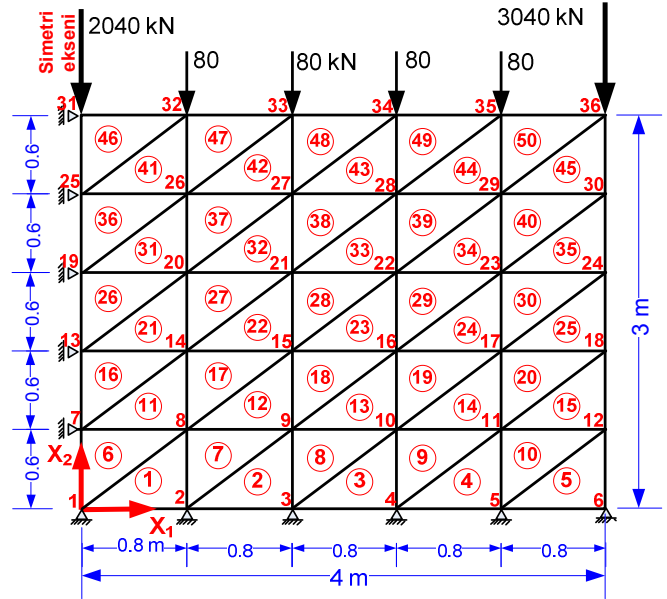 2040 kN
3040 kN
Simetri
ekseni
80
80 kN
80
80
31 32 33 34 35 36
46 47 48 49 50
41 42 43 44 45
25 26 27 28 29 30
36 37 38 39 40
31 32 33 34 35
19 20 21 22 23 24
26 27 28 29 30
21 22 23 24 25
13 14 15 16 17 18
16 17 18 19 20
11 12 13 14 15
7 8 9 10 11 12
6 7 8 9 10
1 2 3 4 5
1 2 3 4 5 6
X2
X1
0.6
0.6
0.6
0.6
0.6
3 m
0.8 m 0.8 0.8 0.8 0.8
4 m